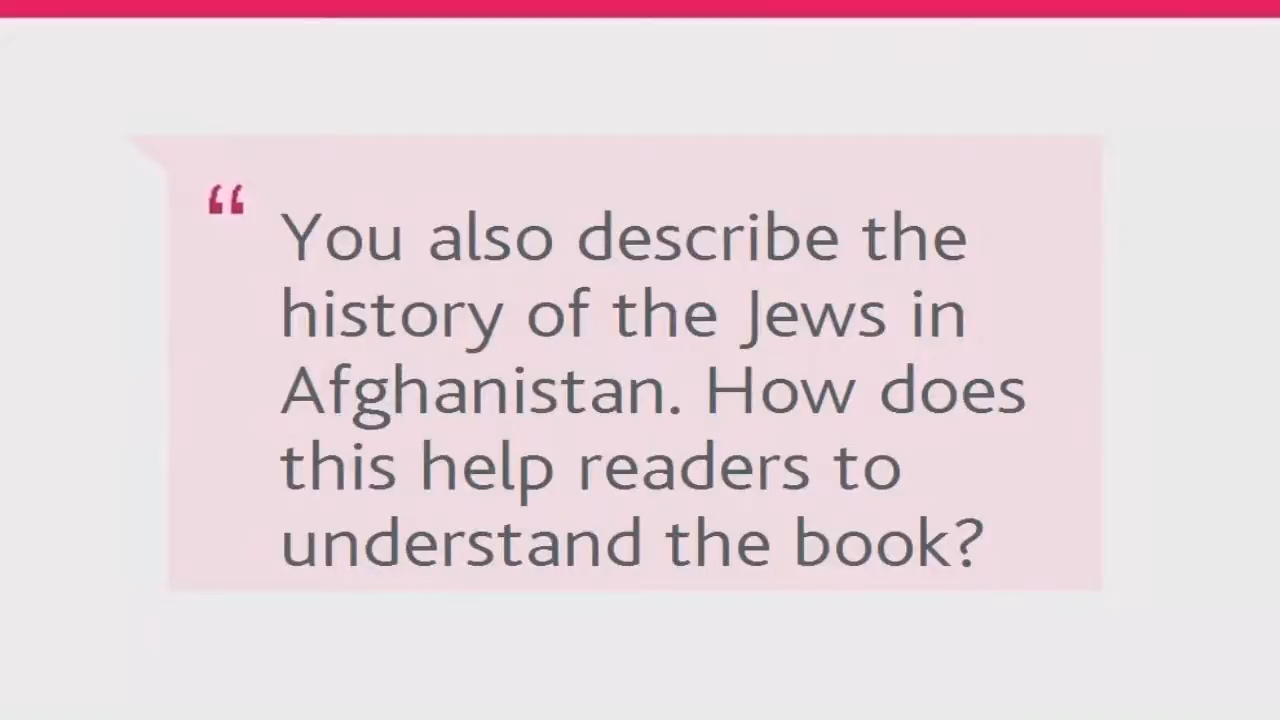 “ You also describe the
history of the Jews in
Afghanistan. How does
this help readers to
understand the book?